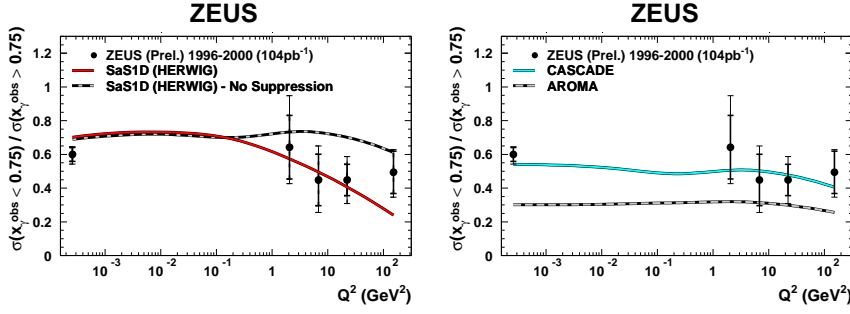 ZEUS
σ(x_γ^obs < 0.75) / σ(x_γ^obs > 0.75)
1.2
1
0.8
0.6
0.4
0.2
0
ZEUS (Prel.) 1996-2000 (104pb⁻¹)
SaS1D (HERWIG)
SaS1D (HERWIG) - No Suppression
10⁻³ 10⁻² 10⁻¹ 1 10 10²
Q² (GeV²)
ZEUS
σ(x_γ^obs < 0.75) / σ(x_γ^obs > 0.75)
1.2
1
0.8
0.6
0.4
0.2
0
ZEUS (Prel.) 1996-2000 (104pb⁻¹)
CASCADE
AROMA
10⁻³ 10⁻² 10⁻¹ 1 10 10²
Q² (GeV²)